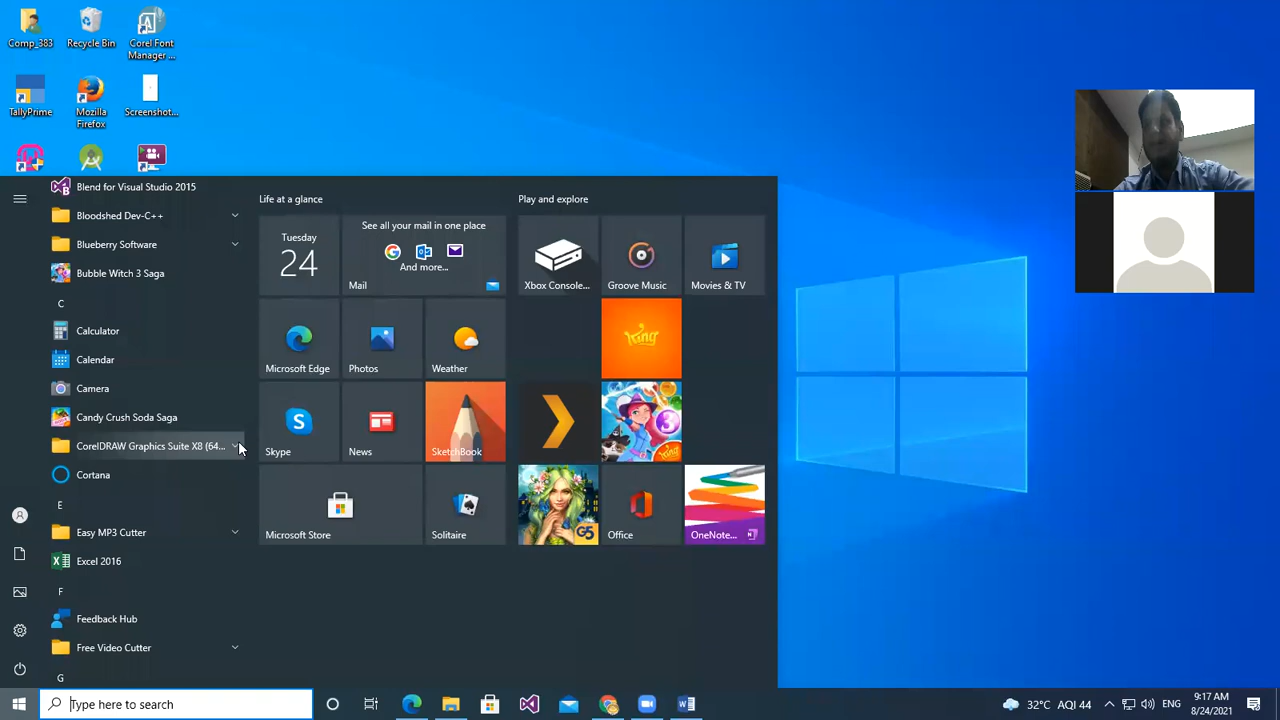 Comp_383
Recycle Bin
Corel Font
Manager ...
TallyPrime
Mozilla
Firefox
Screenshot...
Blend for Visual Studio 2015
Bloodshed Dev-C++
Blueberry Software
Bubble Witch 3 Saga
C
Calculator
Calendar
Camera
Candy Crush Soda Saga
CorelDRAW Graphics Suite X8 (64...
Cortana
E
Easy MP3 Cutter
Excel 2016
F
Feedback Hub
Free Video Cutter
G
Life at a glance
Tuesday
24
See all your mail in one place
And more...
Mail
Microsoft Edge
Photos
Weather
Skype
News
SketchBook
Microsoft Store
Solitaire
Play and explore
Xbox Console...
Groove Music
Movies & TV
King
3
King
G5
Office
OneNote...
Type here to search
32°C AQI 44
ENG
9:17 AM
8/24/2021